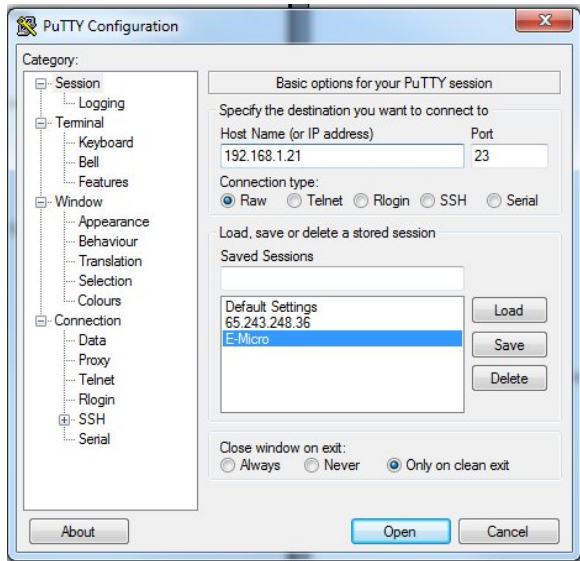 PuTTY Configuration
Category:
Session
Logging
Terminal
Keyboard
Bell
Features
Window
Appearance
Behaviour
Translation
Selection
Colours
Connection
Data
Proxy
Telnet
Rlogin
SSH
Serial
Basic options for your PuTTY session
Specify the destination you want to connect to
Host Name (or IP address) Port
192.168.1.21 23
Connection type:
Raw Telnet Rlogin SSH Serial
Load, save or delete a stored session
Saved Sessions
Default Settings
65.243.248.36
E-Micro
Load
Save
Delete
Close window on exit:
Always Never Only on clean exit
About Open Cancel